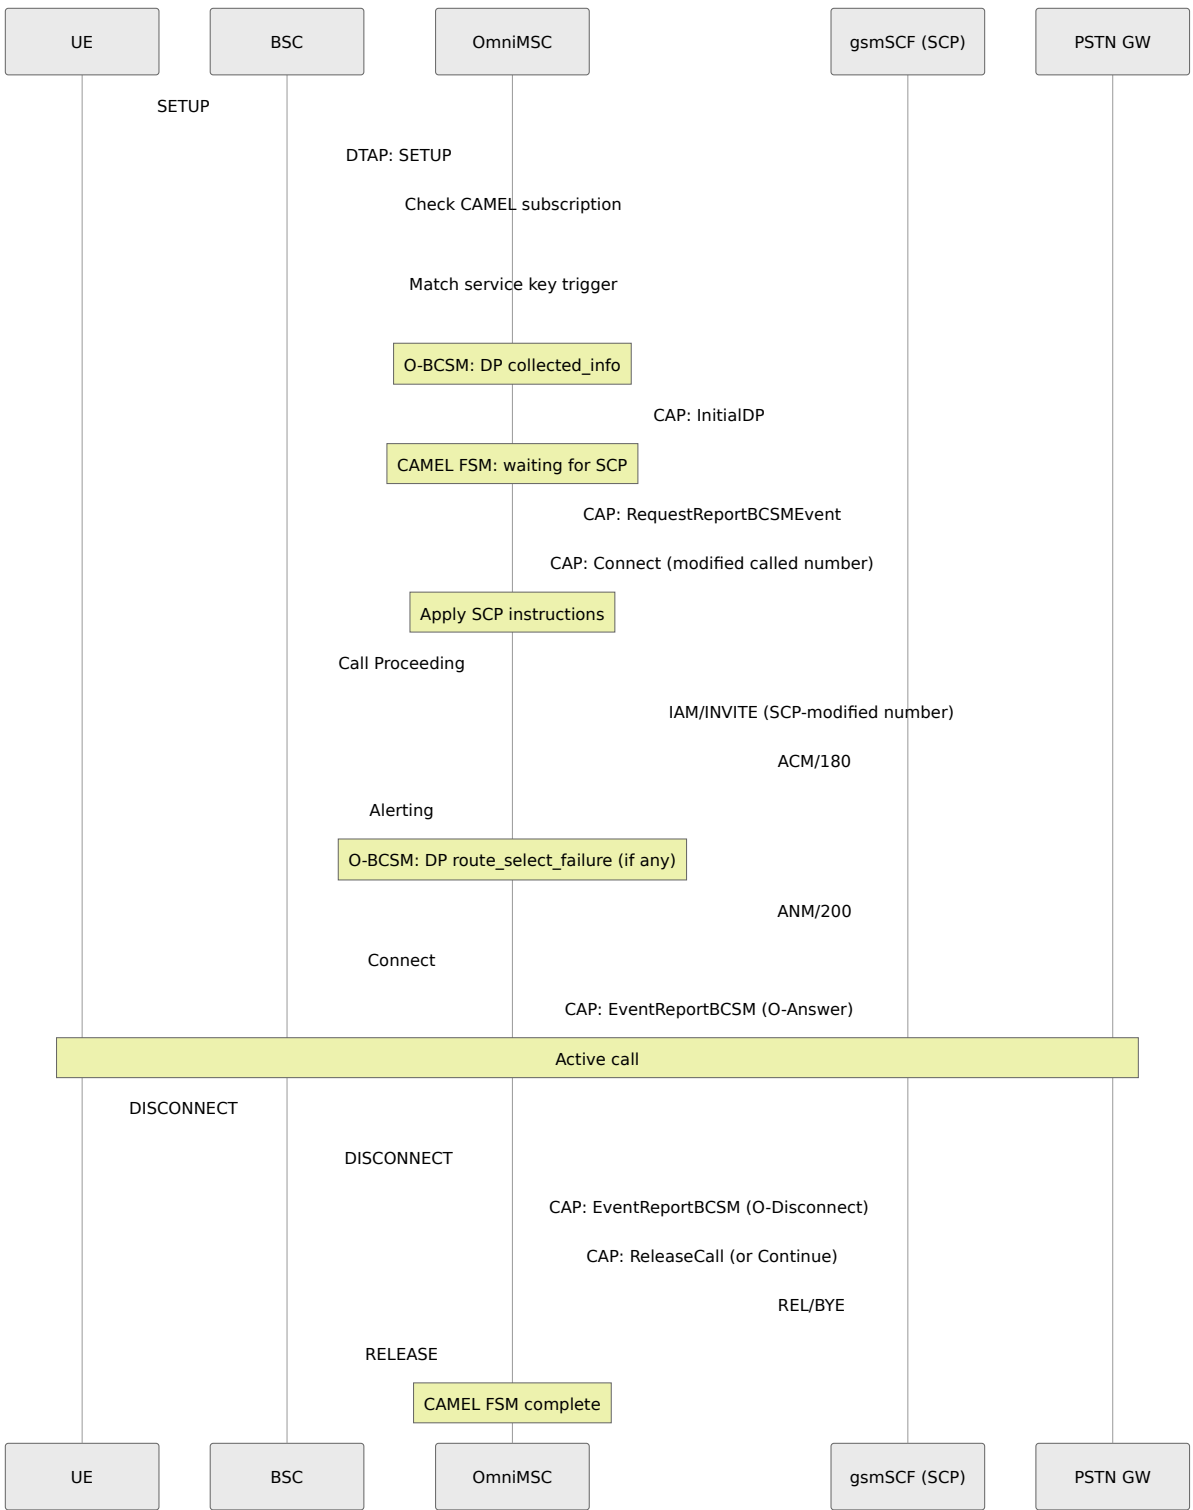 UE
BSC
OmniMSC
gsmSCF (SCP)
PSTN GW
SETUP
DTAP: SETUP
Check CAMEL subscription
Match service key trigger
O-BCSM: DP collected_info
CAP: InitialDP
CAMEL FSM: waiting for SCP
CAP: RequestReportBCSMEvent
CAP: Connect (modified called number)
Apply SCP instructions
Call Proceeding
IAM/INVITE (SCP-modified number)
ACM/180
Alerting
O-BCSM: DP route_select_failure (if any)
ANM/200
Connect
CAP: EventReportBCSM (O-Answer)
Active call
DISCONNECT
DISCONNECT
CAP: EventReportBCSM (O-Disconnect)
CAP: ReleaseCall (or Continue)
REL/BYE
RELEASE
CAMEL FSM complete
UE
BSC
OmniMSC
gsmSCF (SCP)
PSTN GW